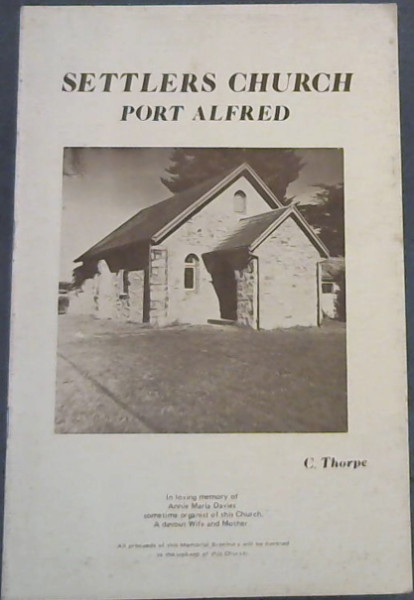 SETTLERS CHURCH
PORT ALFRED
C. Thorpe
In loving memory of
Annie Maria Davies
sometime organist of this Church.
A devout Wife and Mother
All proceeds of this Memorial Brochure will be devoted
to the upkeep of this Church.